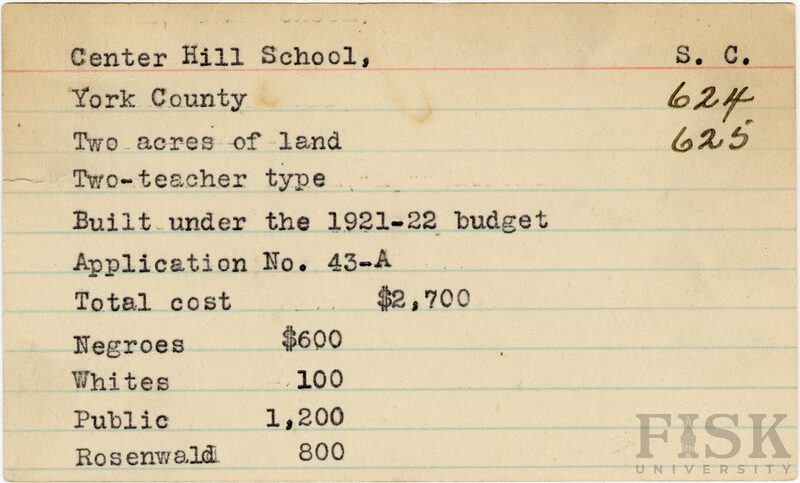 Center Hill School, S. C.
York County 624
Two acres of land 625
Two-teacher type
Built under the 1921-22 budget
Application No. 43-A
Total cost $2,700
Negroes $600
Whites 100
Public 1,200
Rosenwald 800
FISK
UNIVERSITY